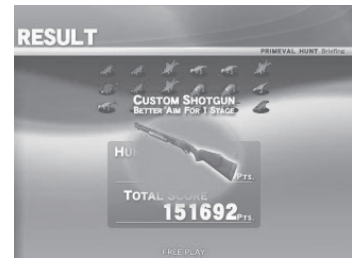 RESULT
PRIMEVAL HUNT Briefing
CUSTOM SHOTGUN
BETTER AIM FOR 1 STAGE
PTS.
TOTAL SCORE
151692PTS.
FREE PLAY